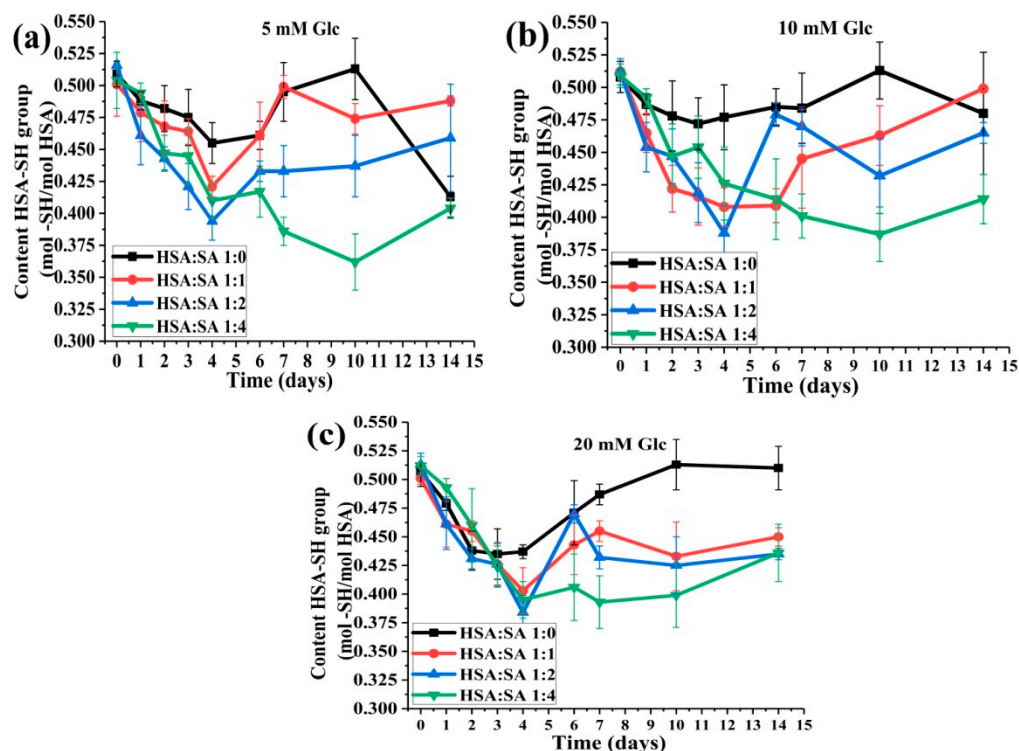 (a)
5 mM Glc
Content HSA-SH group
(mol -SH/mol HSA)
0.550
0.525
0.500
0.475
0.450
0.425
0.400
0.375
0.350
0.325
0.300
HSA:SA 1:0
HSA:SA 1:1
HSA:SA 1:2
HSA:SA 1:4
0 1 2 3 4 5 6 7 8 9 10 11 12 13 14 15
Time (days)
(b)
10 mM Glc
Content HSA-SH group
(mol -SH/mol HSA)
0.550
0.525
0.500
0.475
0.450
0.425
0.400
0.375
0.350
0.325
0.300
HSA:SA 1:0
HSA:SA 1:1
HSA:SA 1:2
HSA:SA 1:4
0 1 2 3 4 5 6 7 8 9 10 11 12 13 14 15
Time (days)
(c)
20 mM Glc
Content HSA-SH group
(mol -SH/mol HSA)
0.550
0.525
0.500
0.475
0.450
0.425
0.400
0.375
0.350
0.325
0.300
HSA:SA 1:0
HSA:SA 1:1
HSA:SA 1:2
HSA:SA 1:4
0 1 2 3 4 5 6 7 8 9 10 11 12 13 14 15
Time (days)